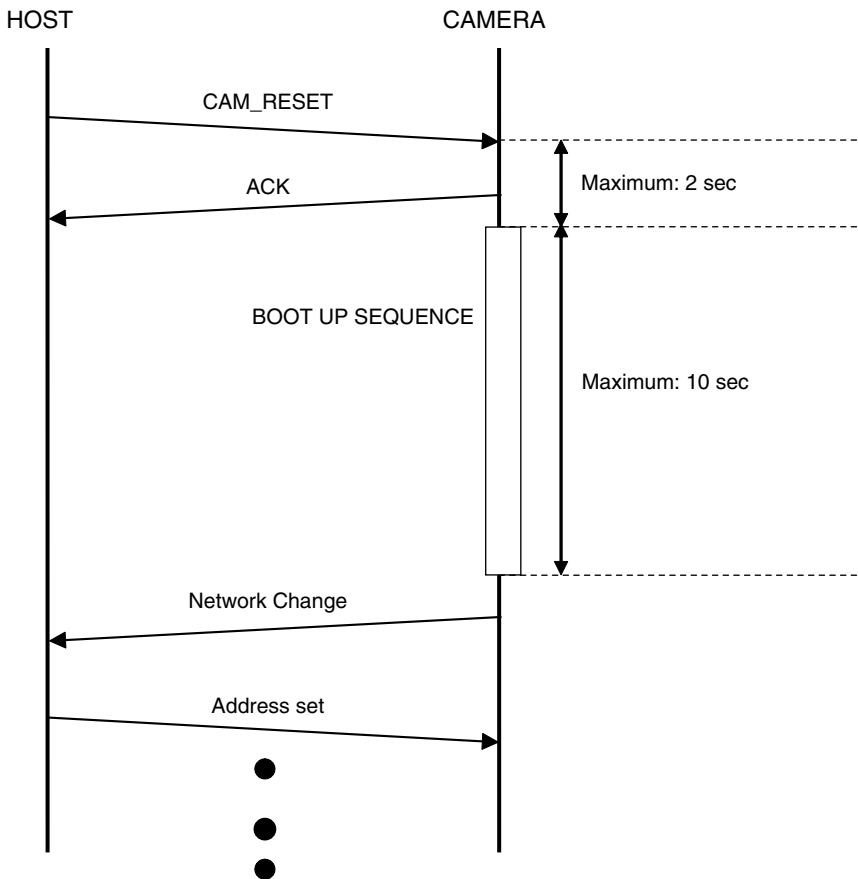 HOST
CAMERA
CAM_RESET
Maximum: 2 sec
ACK
BOOT UP SEQUENCE
Maximum: 10 sec
Network Change
Address set